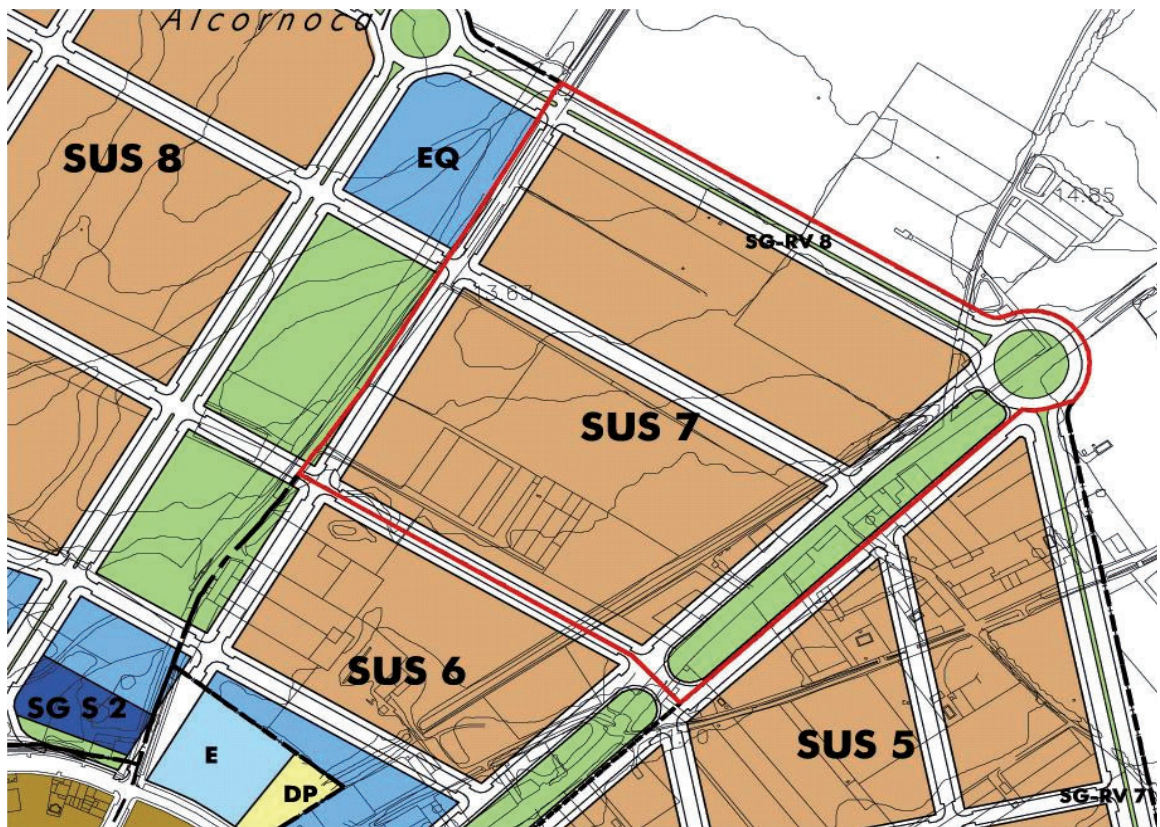 Alcornocal
SUS 8
EQ
14.85
SG-RV 8
13.63
SUS 7
SUS 6
SG S 2
SUS 5
E
DP
SG-RV 7